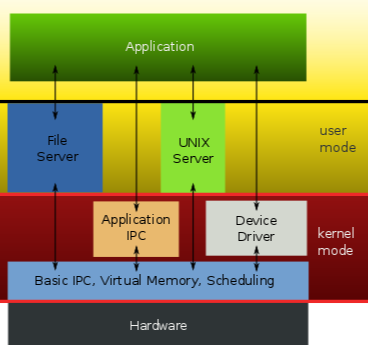 Application
File
Server
UNIX
Server
user
mode
Application
IPC
Device
Driver
kernel
mode
Basic IPC, Virtual Memory, Scheduling
Hardware